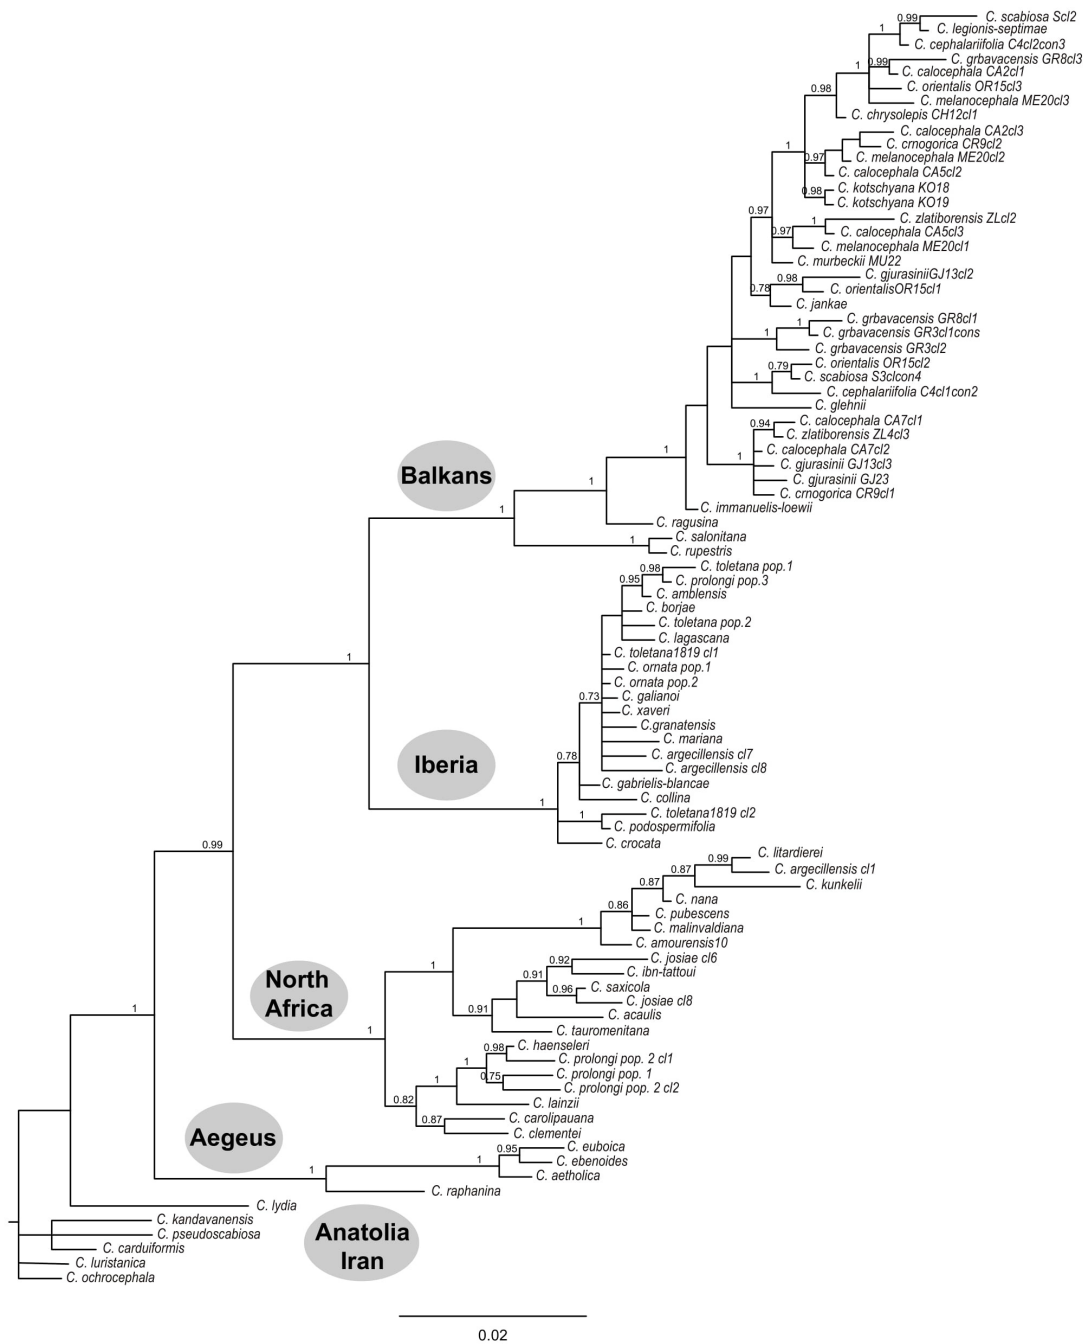 0.99
C. scabiosa Scl2
1
C. legionis-septimae
C. cephalariifolia C4cl2con3
C. grbavacensis GR8cl3
1
0.99
C. calocephala CA2cl1
0.98
C. orientalis OR15cl3
C. melanocephala ME20cl3
C. chrysolepis CH12cl1
C. calocephala CA2cl3
1
C. crnogorica CR9cl2
0.97
C. melanocephala ME20cl2
C. calocephala CA5cl2
0.98
C. kotschyana KO18
C. kotschyana KO19
0.97
C. zlatiborensis ZLcl2
1
0.97
C. calocephala CA5cl3
C. melanocephala ME20cl1
C. murbeckii MU22
0.98
C. gjurasiniiGJ13cl2
0.78
C. orientalisOR15cl1
C. jankae
1
C. grbavacensis GR8cl1
1
C. grbavacensis GR3cl1cons
C. grbavacensis GR3cl2
0.79
C. orientalis OR15cl2
1
C. scabiosa S3clcon4
C. cephalariifolia C4cl1con2
C. glehnii
0.94
C. calocephala CA7cl1
C. zlatiborensis ZL4cl3
1
1
C. calocephala CA7cl2
C. gjurasinii GJ13cl3
Balkans
1
C. gjurasinii GJ23
C. crnogorica CR9cl1
1
C. immanuelis-loewii
C. ragusina
1
C. salonitana
C. rupestris
0.98
C. toletana pop.1
0.95
C. prolongi pop.3
C. amblensis
C. borjae
C. toletana pop.2
C. lagascana
1
C. toletana1819 cl1
C. ornata pop.1
C. ornata pop.2
0.73
C. galianoi
C. xaveri
C.granatensis
C. mariana
0.78
C. argecillensis cl7
Iberia
C. argecillensis cl8
C. gabrielis-blancae
1
C. collina
1
C. toletana1819 cl2
C. podospermifolia
0.99
C. crocata
0.99
C. litardierei
0.87
C. argecillensis cl1
0.87
C. kunkelii
C. nana
0.86
C. pubescens
1
C. malinvaldiana
C. amourensis10
0.92
C. josiae cl6
1
0.91
C. ibn-tattoui
North
Africa
0.96
C. saxicola
C. josiae cl8
1
0.91
C. acaulis
1
C. tauromenitana
0.98
C. haenseleri
1
C. prolongi pop. 2 cl1
1
0.75
C. prolongi pop. 1
C. prolongi pop. 2 cl2
0.82
C. lainzii
0.87
C. carolipauana
C. clementei
Aegeus
0.95
C. euboica
1
1
C. ebenoides
C. aetholica
C. raphanina
C. lydia
C. kandavanensis
Anatolia
Iran
C. pseudoscabiosa
C. carduiformis
C. luristanica
C. ochrocephala
0.02